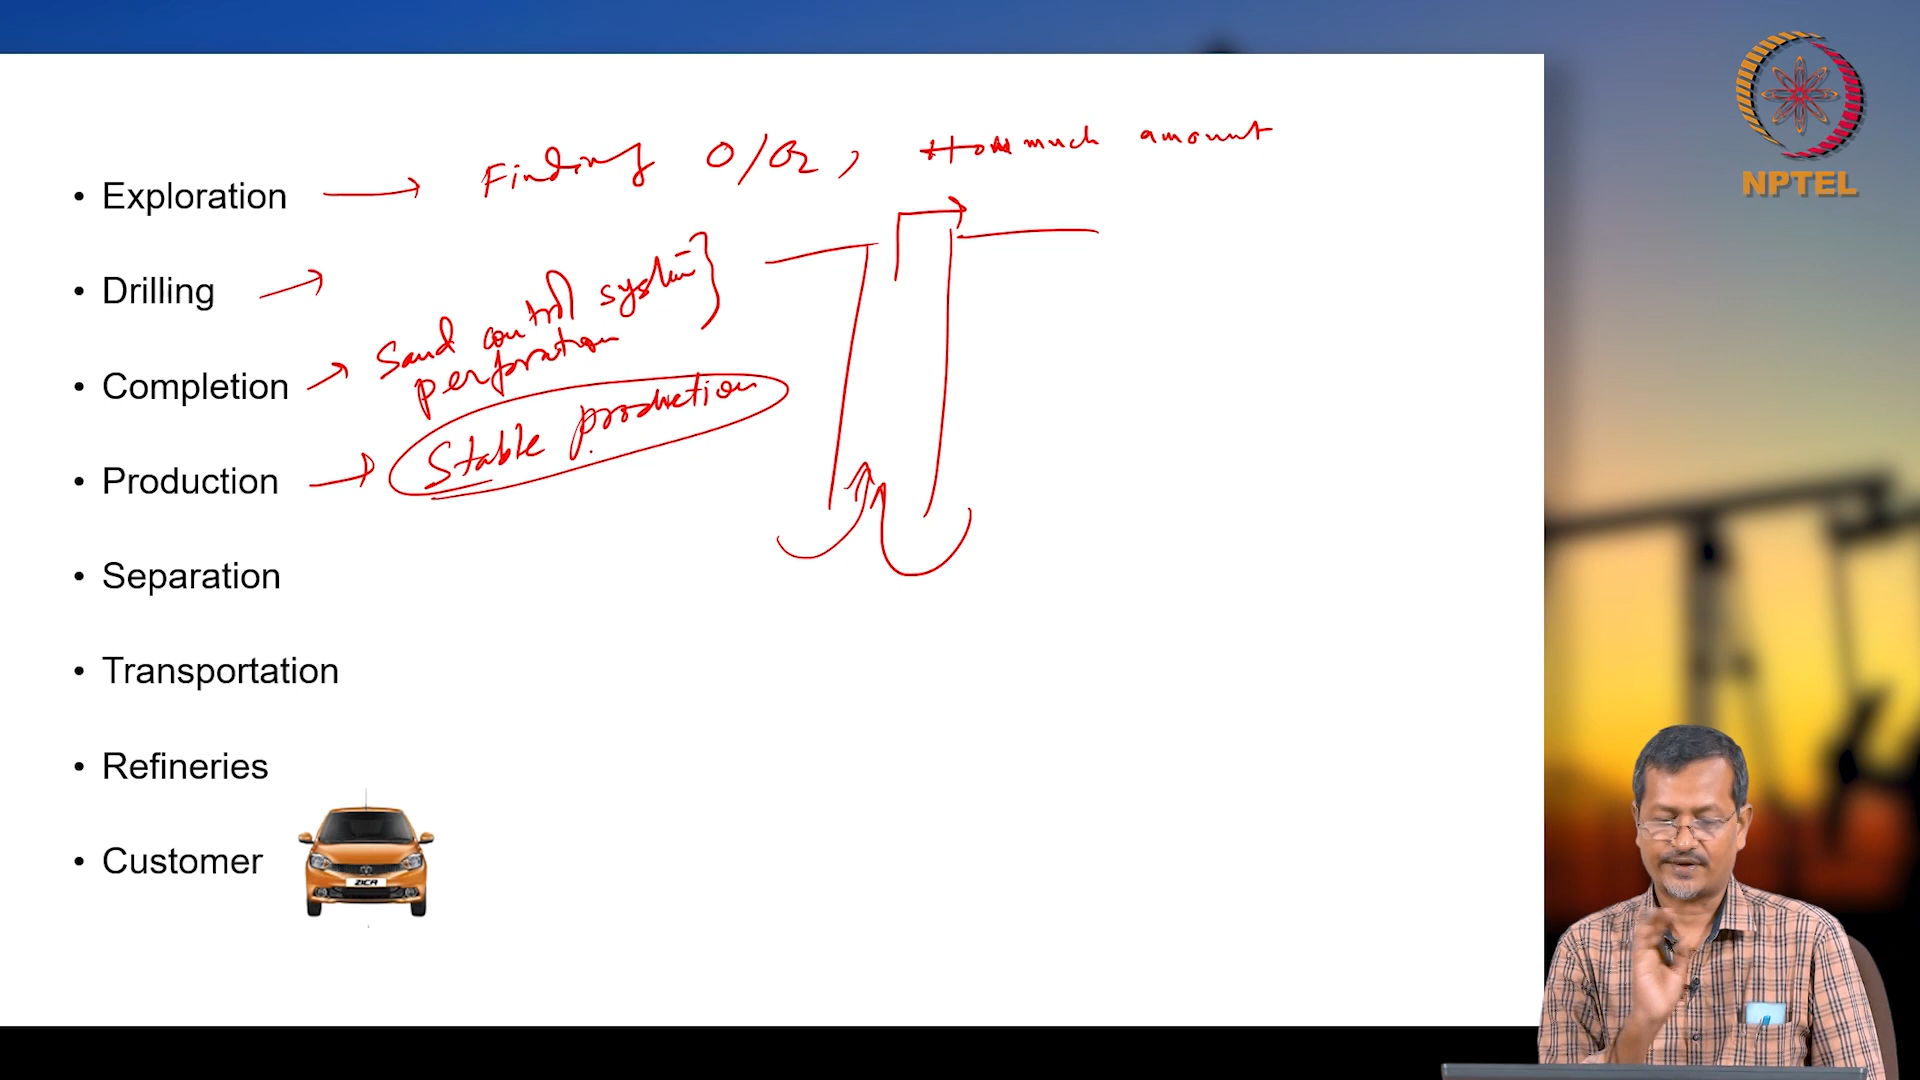 NPTEL
• Exploration → Finding O/G, How much amount
• Drilling →
• Completion → Sand control system
perforation
• Production → Stable production
• Separation
• Transportation
• Refineries
• Customer
ZICA